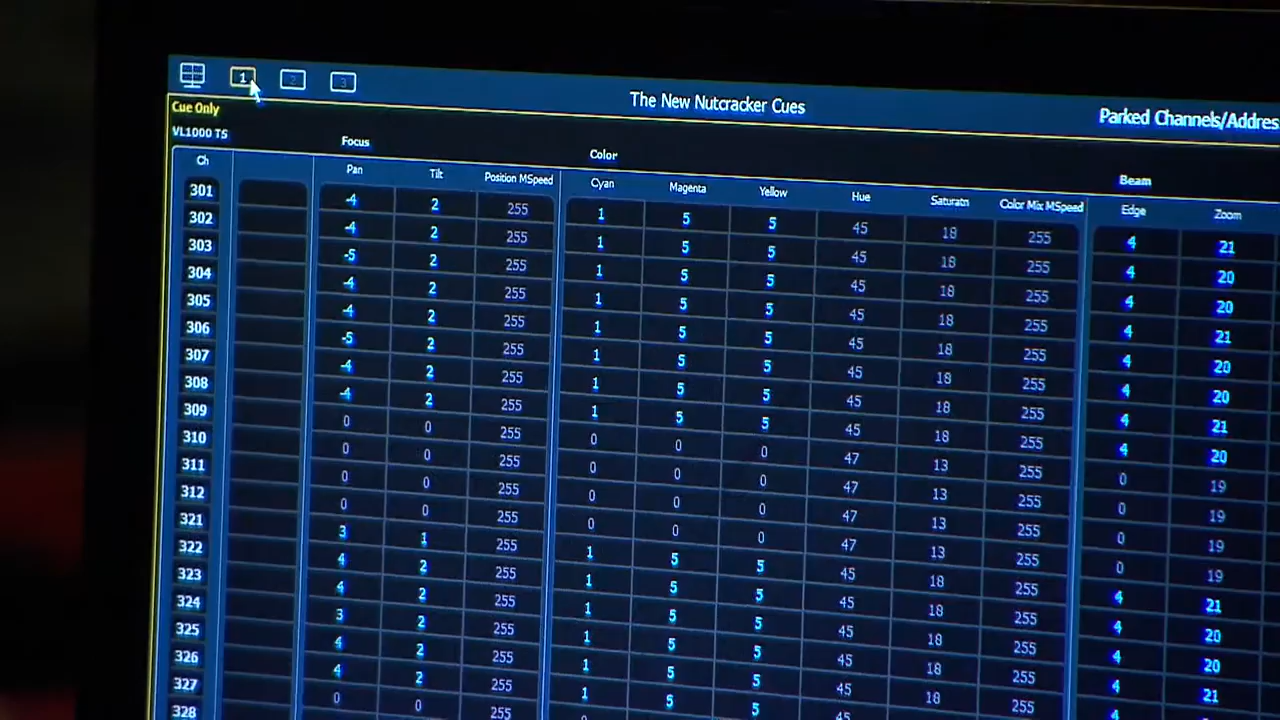 1 2 3
The New Nutcracker Cues
Parked Channels/Addres
Cue Only
VL1000 TS
Focus Color Beam
Ch Pan Tilt Position MSpeed Cyan Magenta Yellow Hue Saturatn Color Mix MSpeed Edge Zoom
301 -4 2 255 1 5 5 45 18 255 4 21
302 -4 2 255 1 5 5 45 18 255 4 20
303 -5 2 255 1 5 5 45 18 255 4 20
304 -4 2 255 1 5 5 45 18 255 4 21
305 -4 2 255 1 5 5 45 18 255 4 20
306 -5 2 255 1 5 5 45 18 255 4 20
307 -4 2 255 1 5 5 45 18 255 4 21
308 -4 2 255 1 5 5 45 18 255 4 20
309 0 0 255 0 0 0 47 13 255 0 19
310 0 0 255 0 0 0 47 13 255 0 19
311 0 0 255 0 0 0 47 13 255 0 19
312 0 0 255 0 0 0 47 13 255 0 19
321 3 1 255 1 5 5 45 18 255 4 21
322 4 2 255 1 5 5 45 18 255 4 20
323 4 2 255 1 5 5 45 18 255 4 20
324 3 2 255 1 5 5 45 18 255 4 21
325 4 2 255 1 5 5 45 18 255 4
326 4 2 255 1 5 5 45
327 0 0 255
328